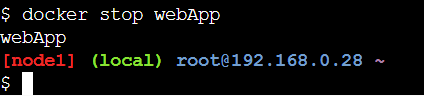 $ docker stop webApp
webApp
[node1] (local) root@192.168.0.28 ~
$